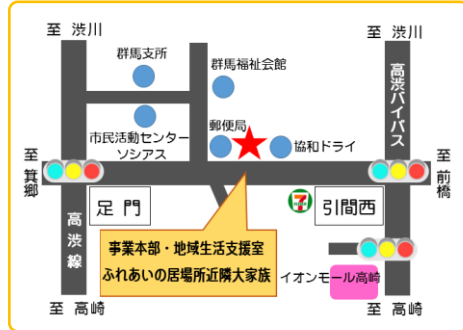 至 渋川
至 渋川
群馬支所
群馬福祉会館
高渋バイパス
市民活動センター
ソシアス
郵便局
協和ドライ
至 箕郷
至 前橋
足門
引間西
高渋線
事業本部・地域生活支援室
ふれあいの居場所近隣大家族
イオンモール高崎
至 高崎
至 高崎